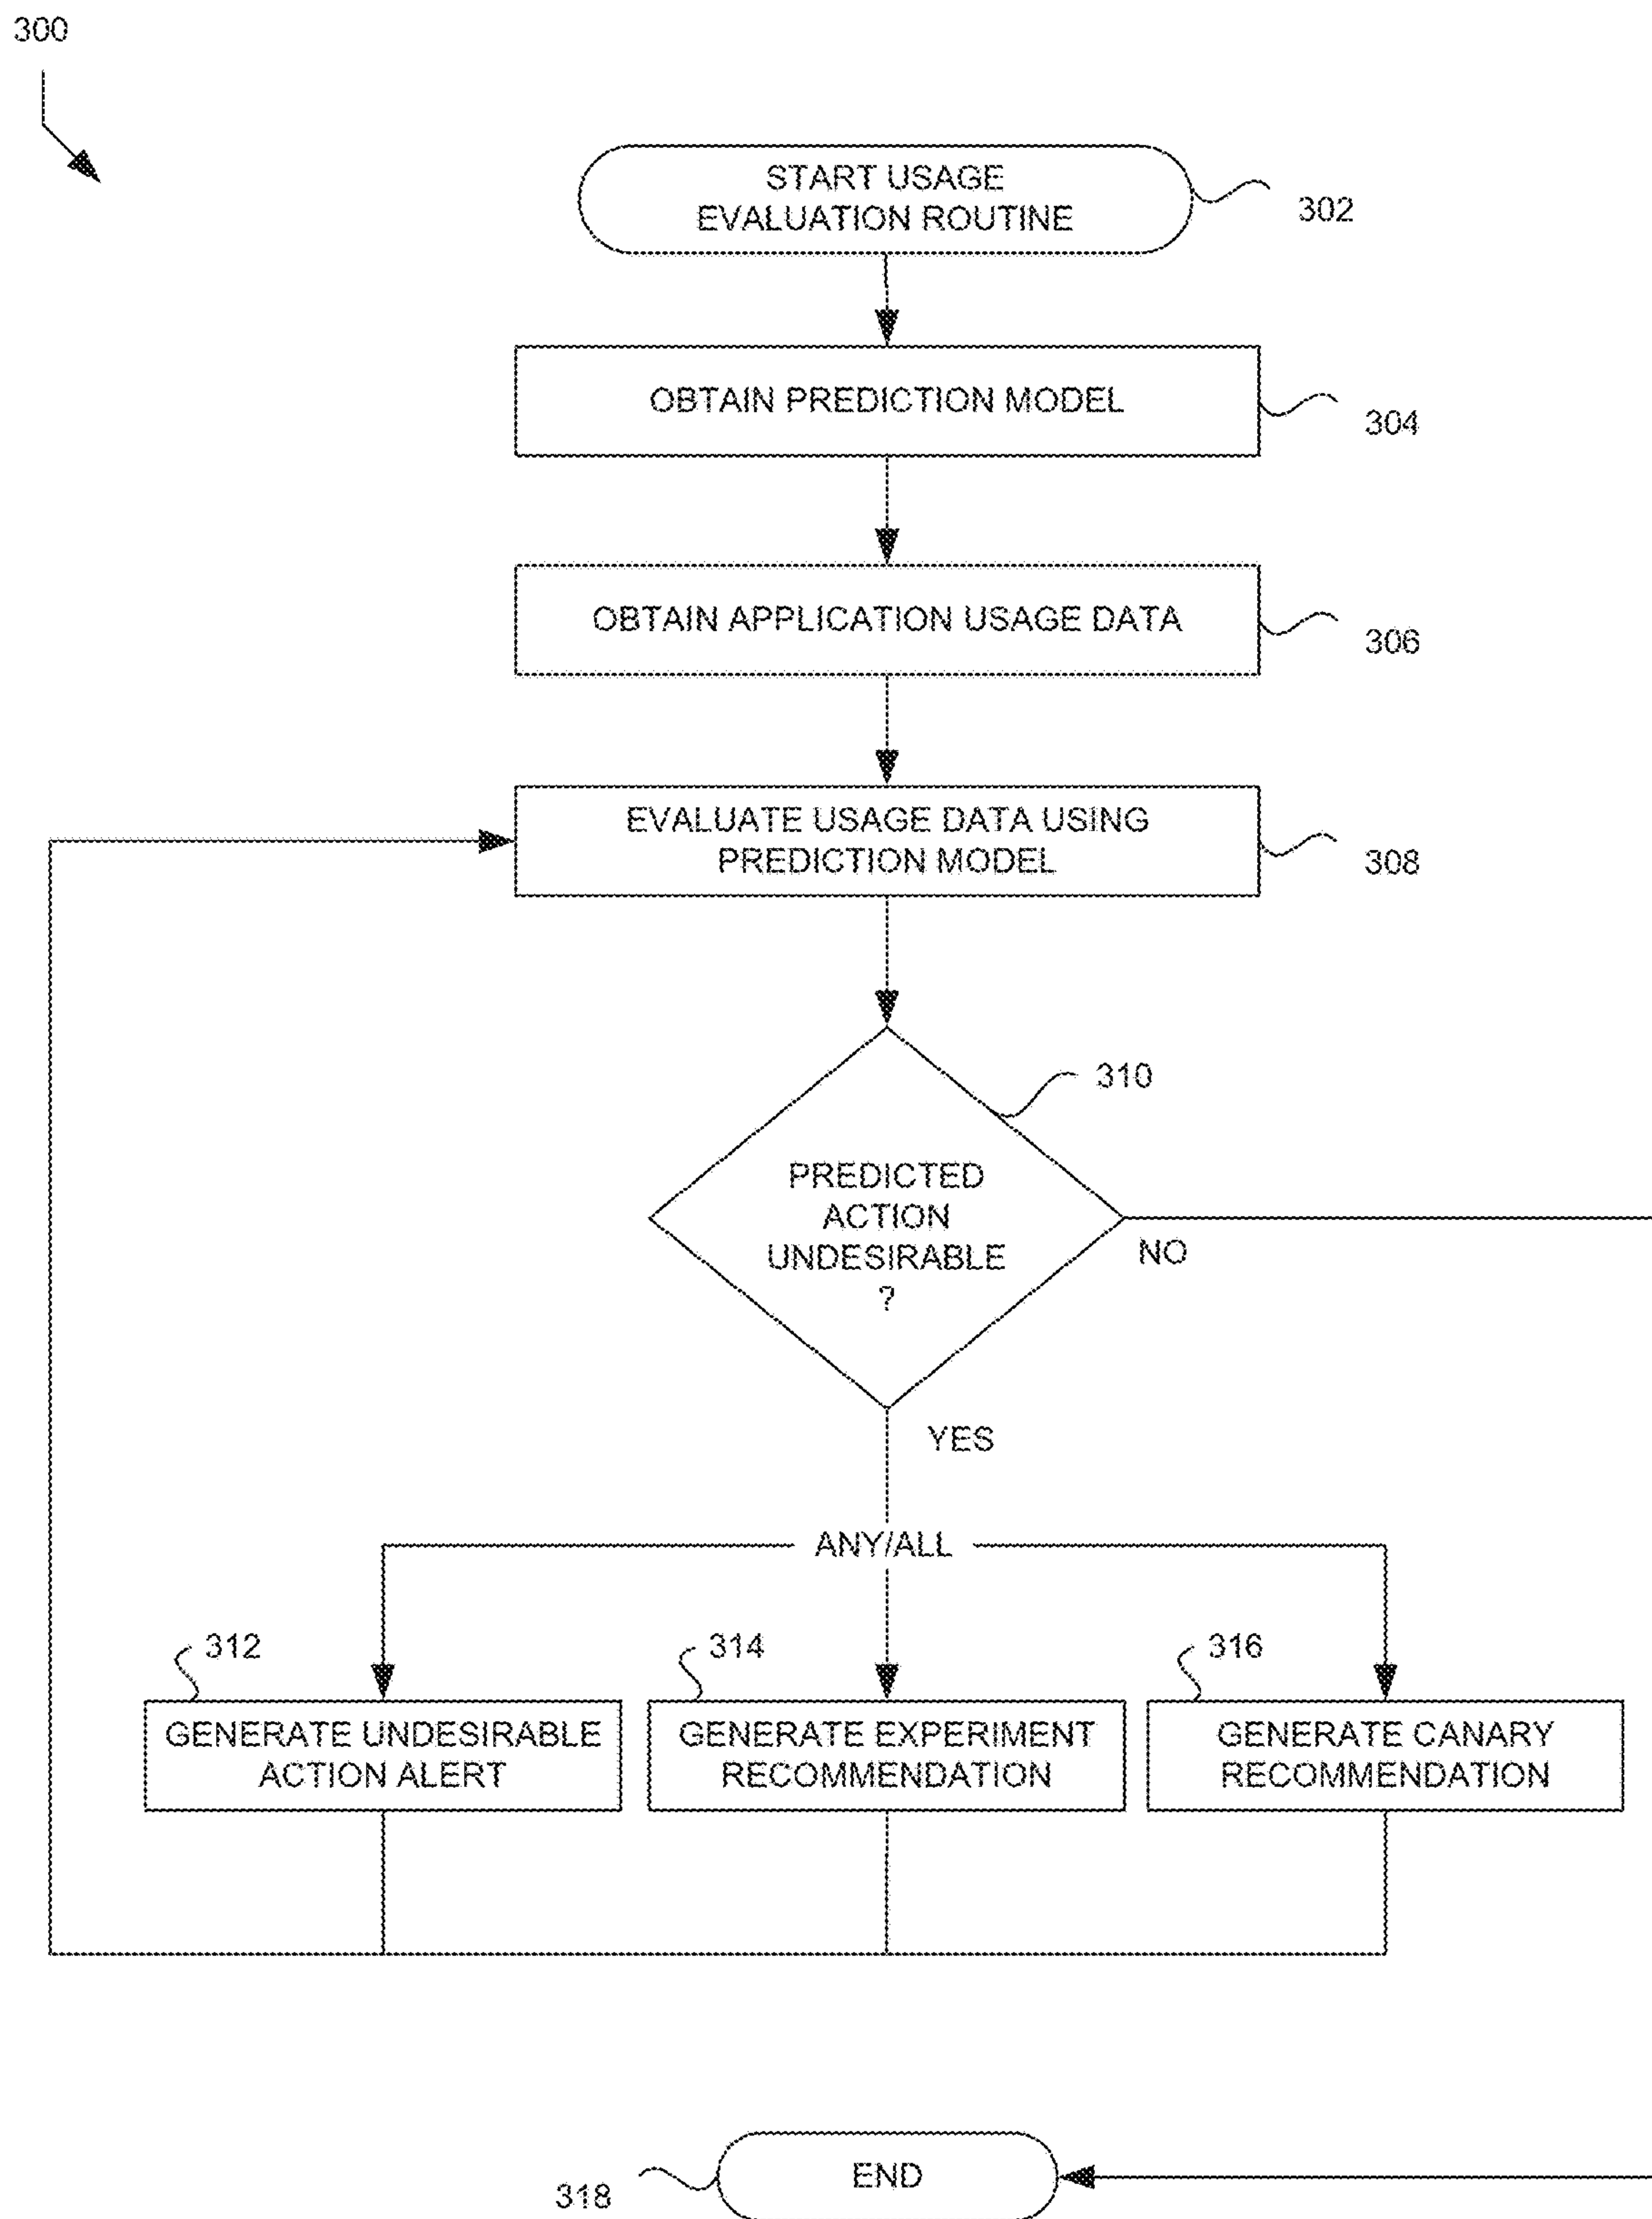 300
START USAGE
EVALUATION ROUTINE
302
OBTAIN PREDICTION MODEL
304
OBTAIN APPLICATION USAGE DATA
306
EVALUATE USAGE DATA USING
PREDICTION MODEL
308
310
PREDICTED
ACTION
UNDESIRABLE
?
NO
YES
ANY/ALL
312
314
316
GENERATE UNDESIRABLE
ACTION ALERT
GENERATE EXPERIMENT
RECOMMENDATION
GENERATE CANARY
RECOMMENDATION
END
318